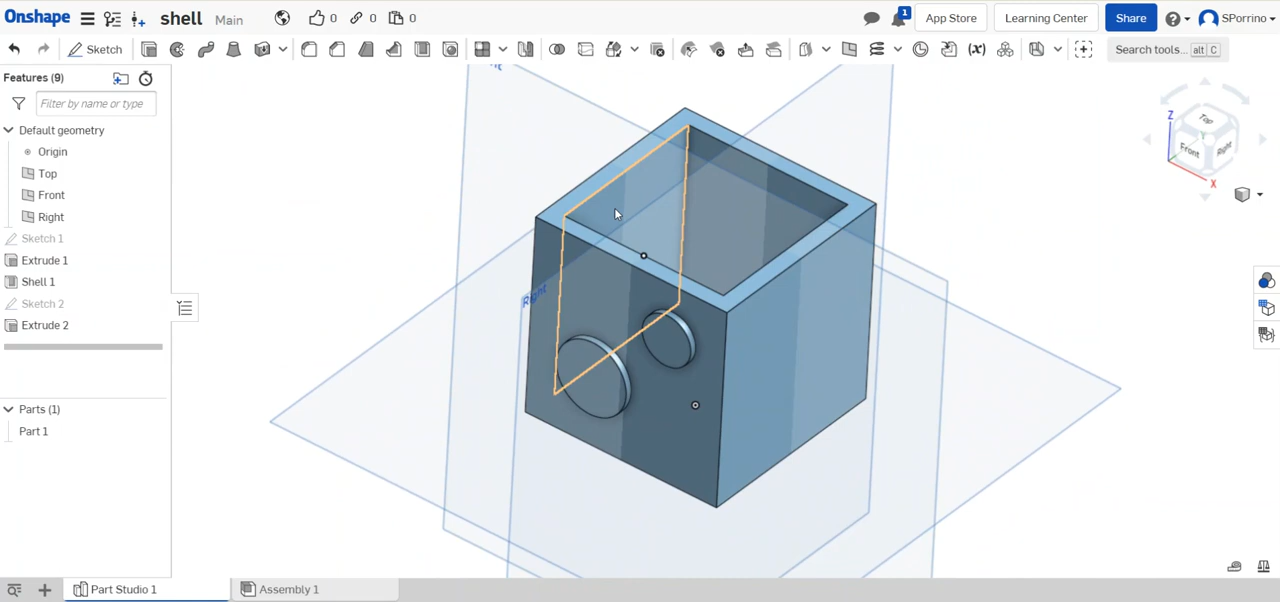 Onshape shell Main 0 0 0 1 App Store Learning Center Share SPorrino
Sketch (x) Search tools... alt C
Features (9)
Filter by name or type
Default geometry
Origin
Top
Front
Right
Sketch 1
Extrude 1
Shell 1
Sketch 2
Extrude 2
Parts (1)
Part 1
Right
Z
Top
Y
Front
Right
X
Part Studio 1 Assembly 1